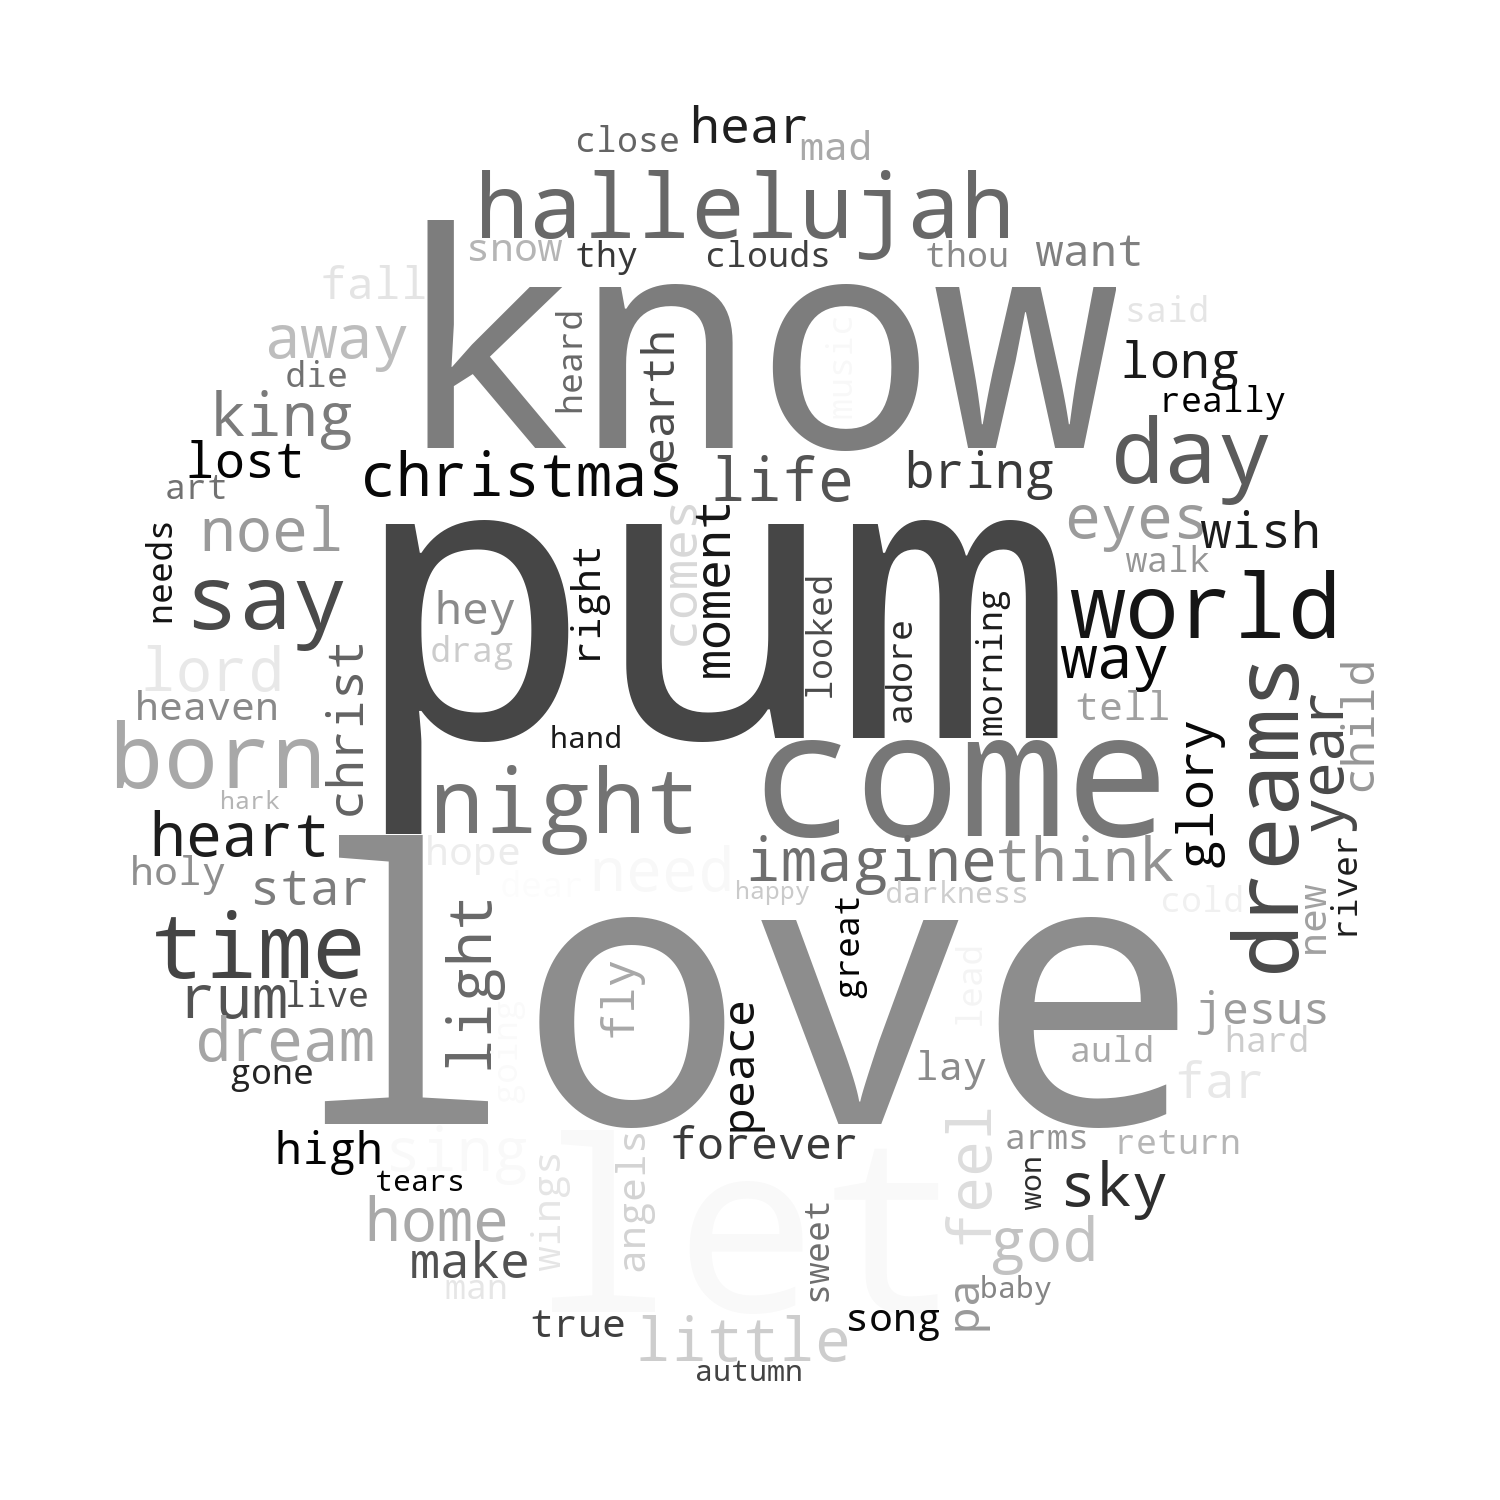 close hear mad
hallelujah
snow thy clouds thou want
fall know said
away heard earth music long
die really
king day
lost christmas life bring
art
noel pum comes moment eyes wish
needs walk
say hey right looked adore morning world
drag way
lord christ
heaven tell dreams year child
born hand come glory
hark night
heart hope need imagine think river
holy dear happy darkness cold new
star light love great lead
time fly
rum live going peace jesus
dream lay auld hard
gone far
high sing let forever feel arms return
tears wings angels won sky
home sweet god
make
man pa baby
true little song
autumn